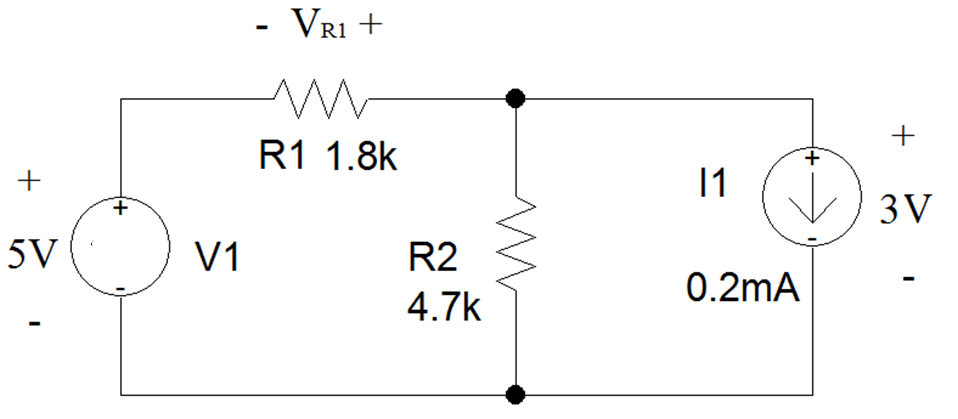 - VR1 +
R1 1.8k
+
5V
-
+
-
V1
R2
4.7k
I1
0.2mA
+
-
+
3V
-